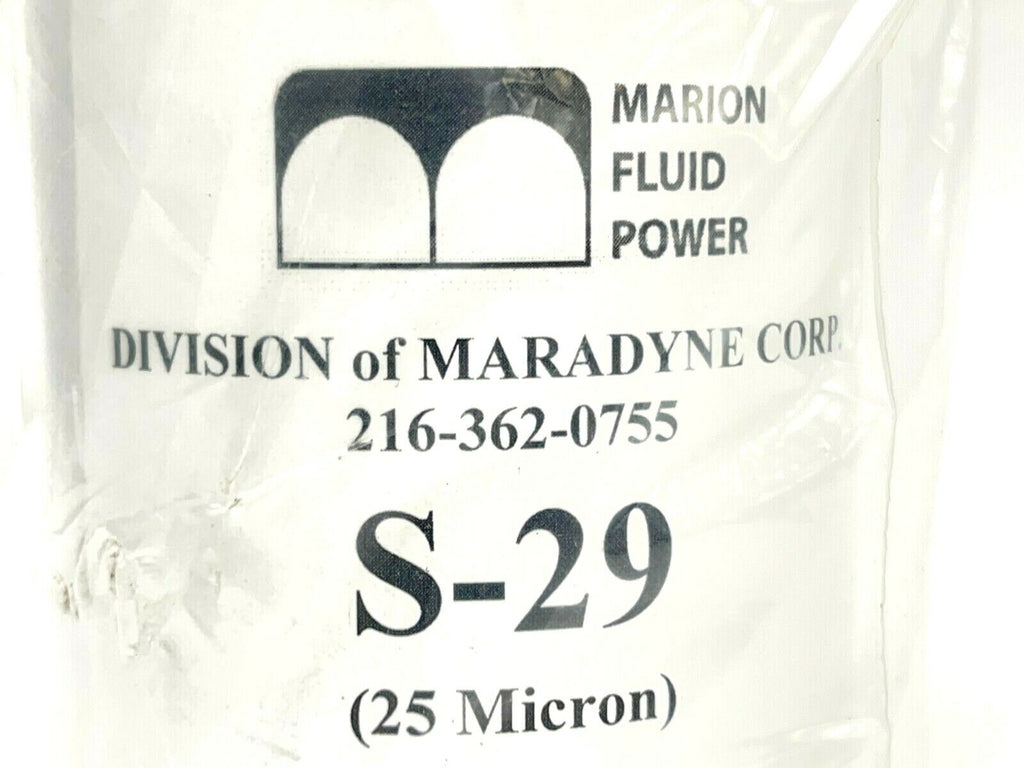 MARION
FLUID
POWER
DIVISION of MARADYNE CORP.
216-362-0755
S-29
(25 Micron)